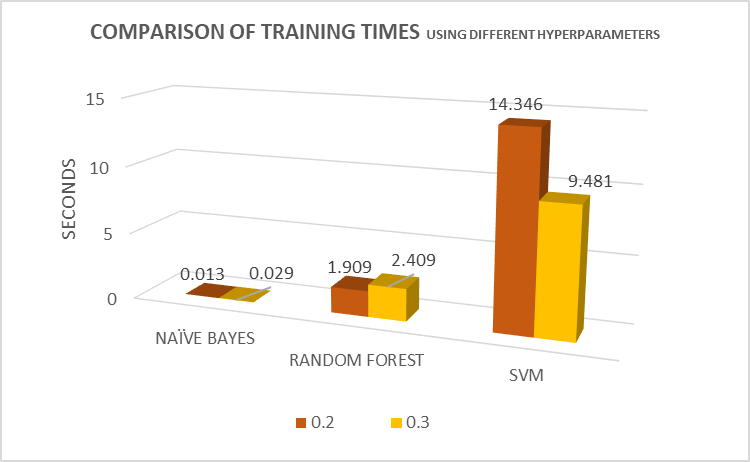 COMPARISON OF TRAINING TIMES USING DIFFERENT HYPERPARAMETERS
15
10
5
0
SECONDS
0.013
0.029
1.909
2.409
14.346
9.481
NAÏVE BAYES
RANDOM FOREST
SVM
0.2
0.3